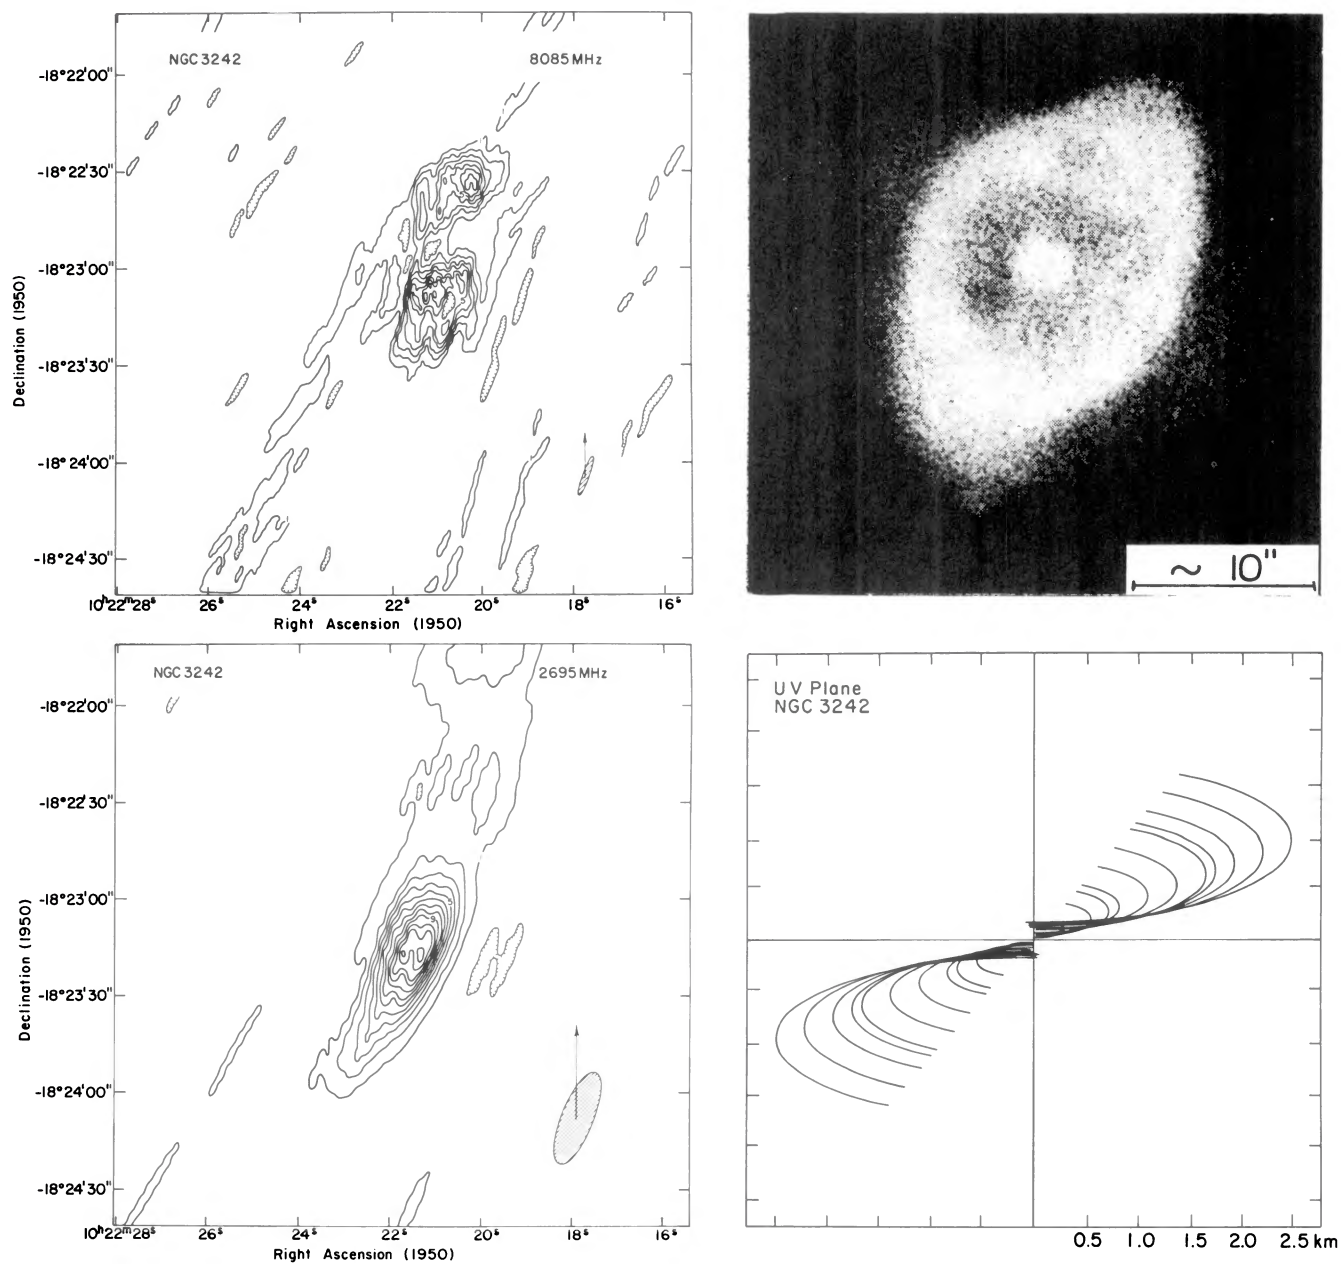 NGC 3242
8085 MHz
-18°22'00"
-18°22'30"
-18°23'00"
-18°23'30"
-18°24'00"
-18°24'30"
Declination (1950)
10ʰ22ᵐ28ˢ
26ˢ
24ˢ
22ˢ
20ˢ
18ˢ
16ˢ
Right Ascension (1950)
~ 10"
NGC 3242
2695 MHz
-18°22'00"
-18°22'30"
-18°23'00"
-18°23'30"
-18°24'00"
-18°24'30"
Declination (1950)
10ʰ22ᵐ28ˢ
26ˢ
24ˢ
22ˢ
20ˢ
18ˢ
16ˢ
Right Ascension (1950)
UV Plane
NGC 3242
0.5 1.0 1.5 2.0 2.5 km